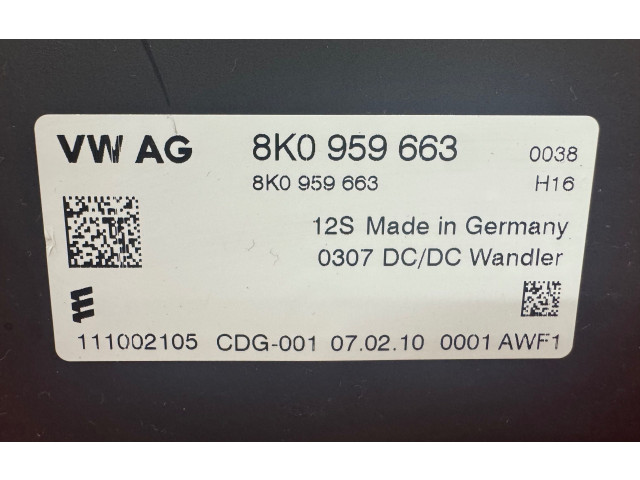 VW AG 8K0 959 663 0038
8K0 959 663 H16
12S Made in Germany
0307 DC/DC Wandler
111002105 CDG-001 07.02.10 0001 AWF1